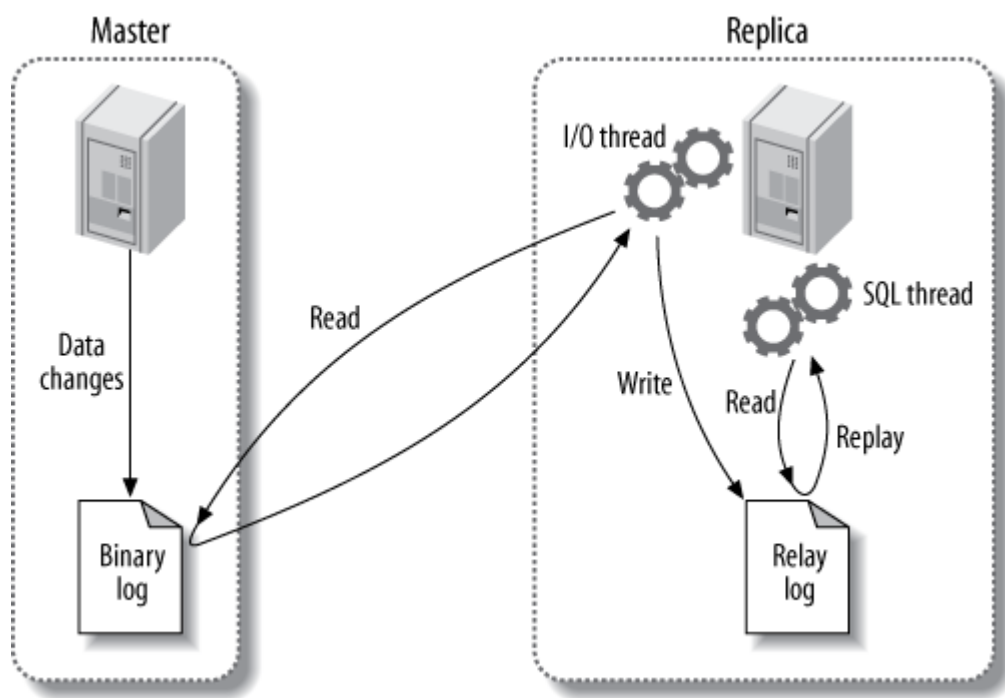 Master
Replica
I/O thread
SQL thread
Read
Data
changes
Write
Read
Replay
Binary
log
Relay
log